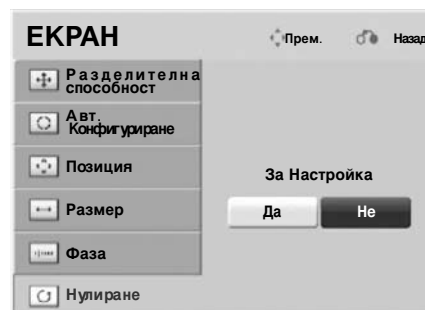 ЕКРАН
Прем.
Назад
Разделителна
способност
Авт.
Конфигуриране
Позиция
Размер
Фаза
Нулиране
За Настройка
Да
Не